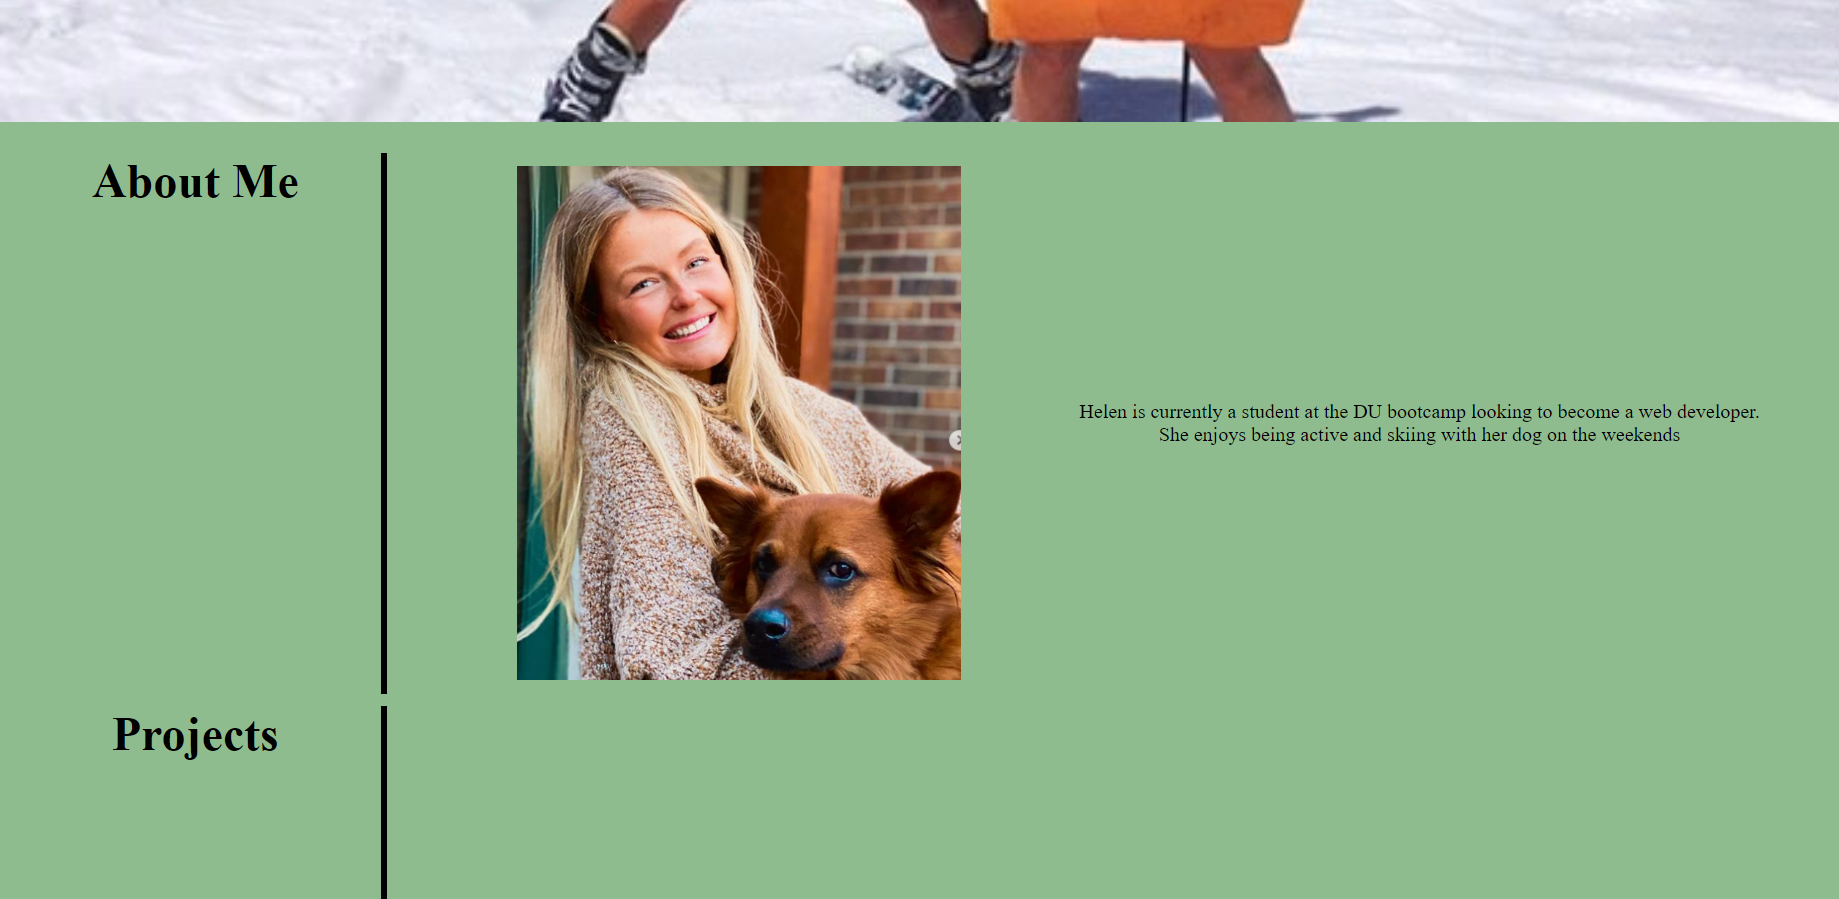 About Me
Helen is currently a student at the DU bootcamp looking to become a web developer.
She enjoys being active and skiing with her dog on the weekends
Projects